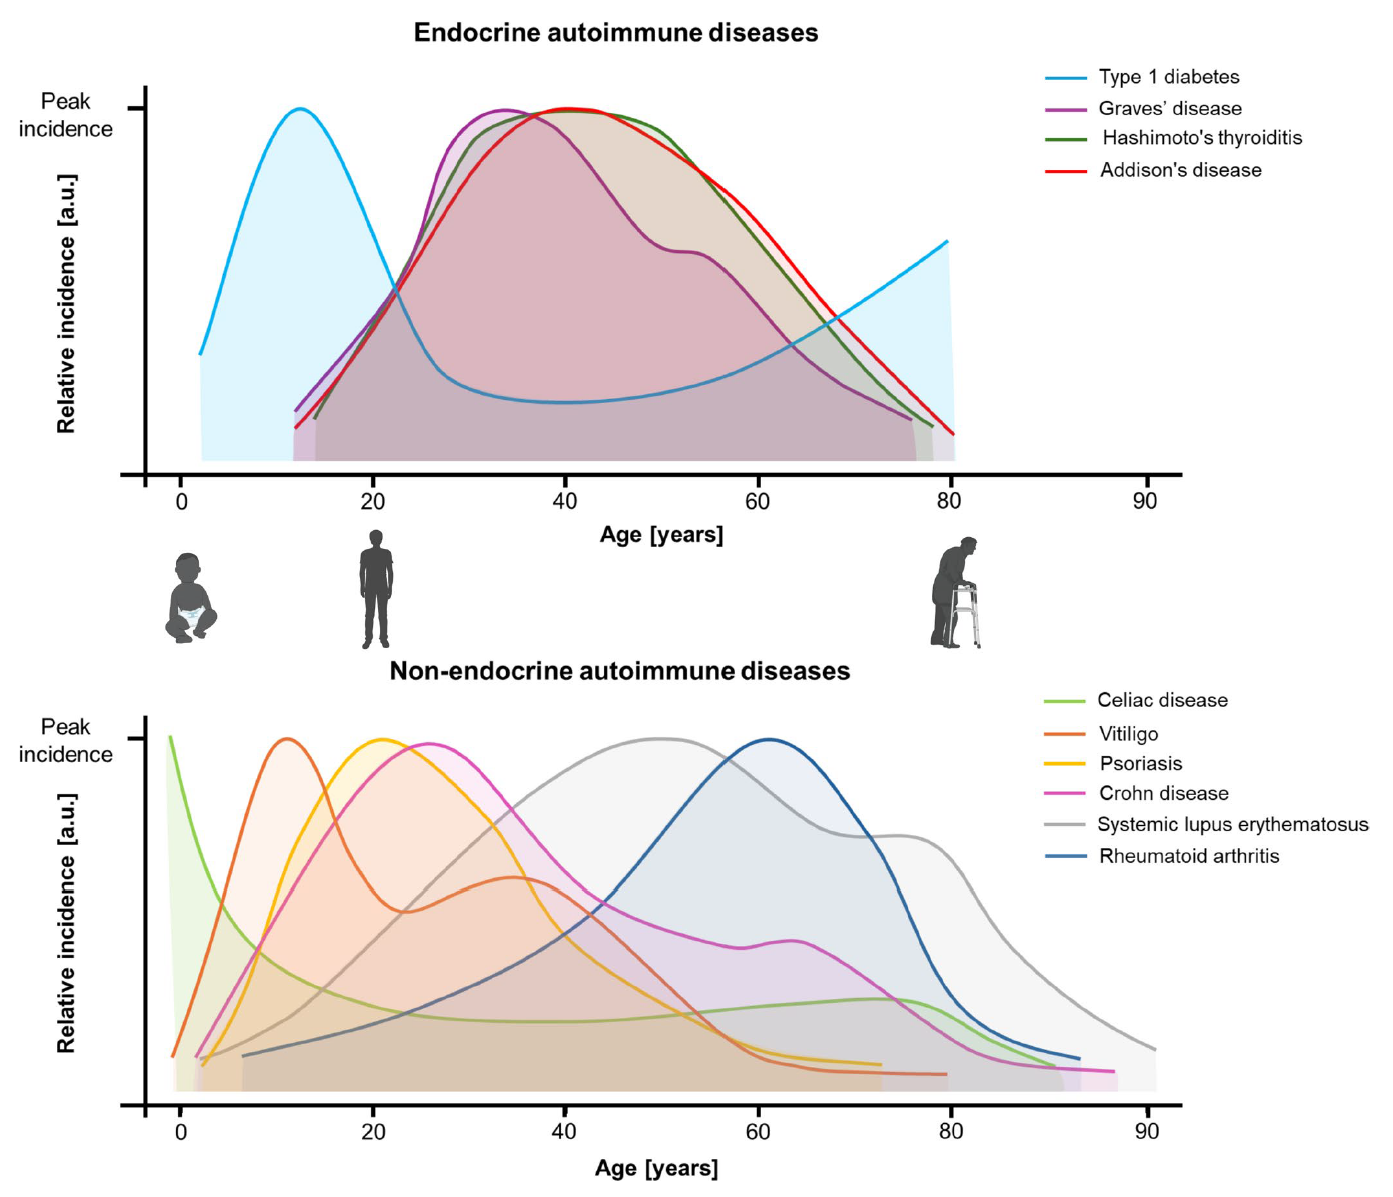 Endocrine autoimmune diseases
Peak
incidence
Relative incidence [a.u.]
Type 1 diabetes
Graves’ disease
Hashimoto's thyroiditis
Addison's disease
0 20 40 60 80 90
Age [years]
Non-endocrine autoimmune diseases
Peak
incidence
Relative incidence [a.u.]
Celiac disease
Vitiligo
Psoriasis
Crohn disease
Systemic lupus erythematosus
Rheumatoid arthritis
0 20 40 60 80 90
Age [years]